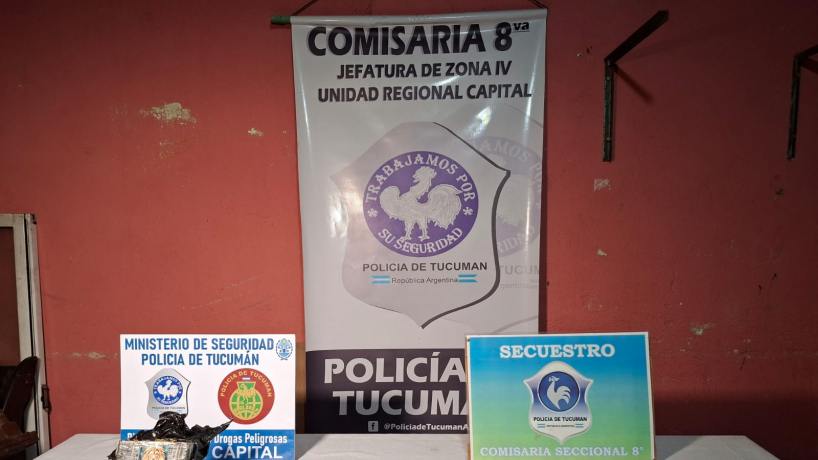 COMISARIA 8va
JEFATURA DE ZONA IV
UNIDAD REGIONAL CAPITAL
TRABAJAMOS POR
SU SEGURIDAD
POLICIA DE TUCUMAN
República Argentina
POLICÍA
TUCUMA
@PoliciadeTucumanA
MINISTERIO DE SEGURIDAD
POLICIA DE TUCUMÁN
POLICIA DE TUCUMAN
Drogas Peligrosas
CAPITAL
SECUESTRO
POLICIA DE TUCUMAN
COMISARIA SECCIONAL 8°